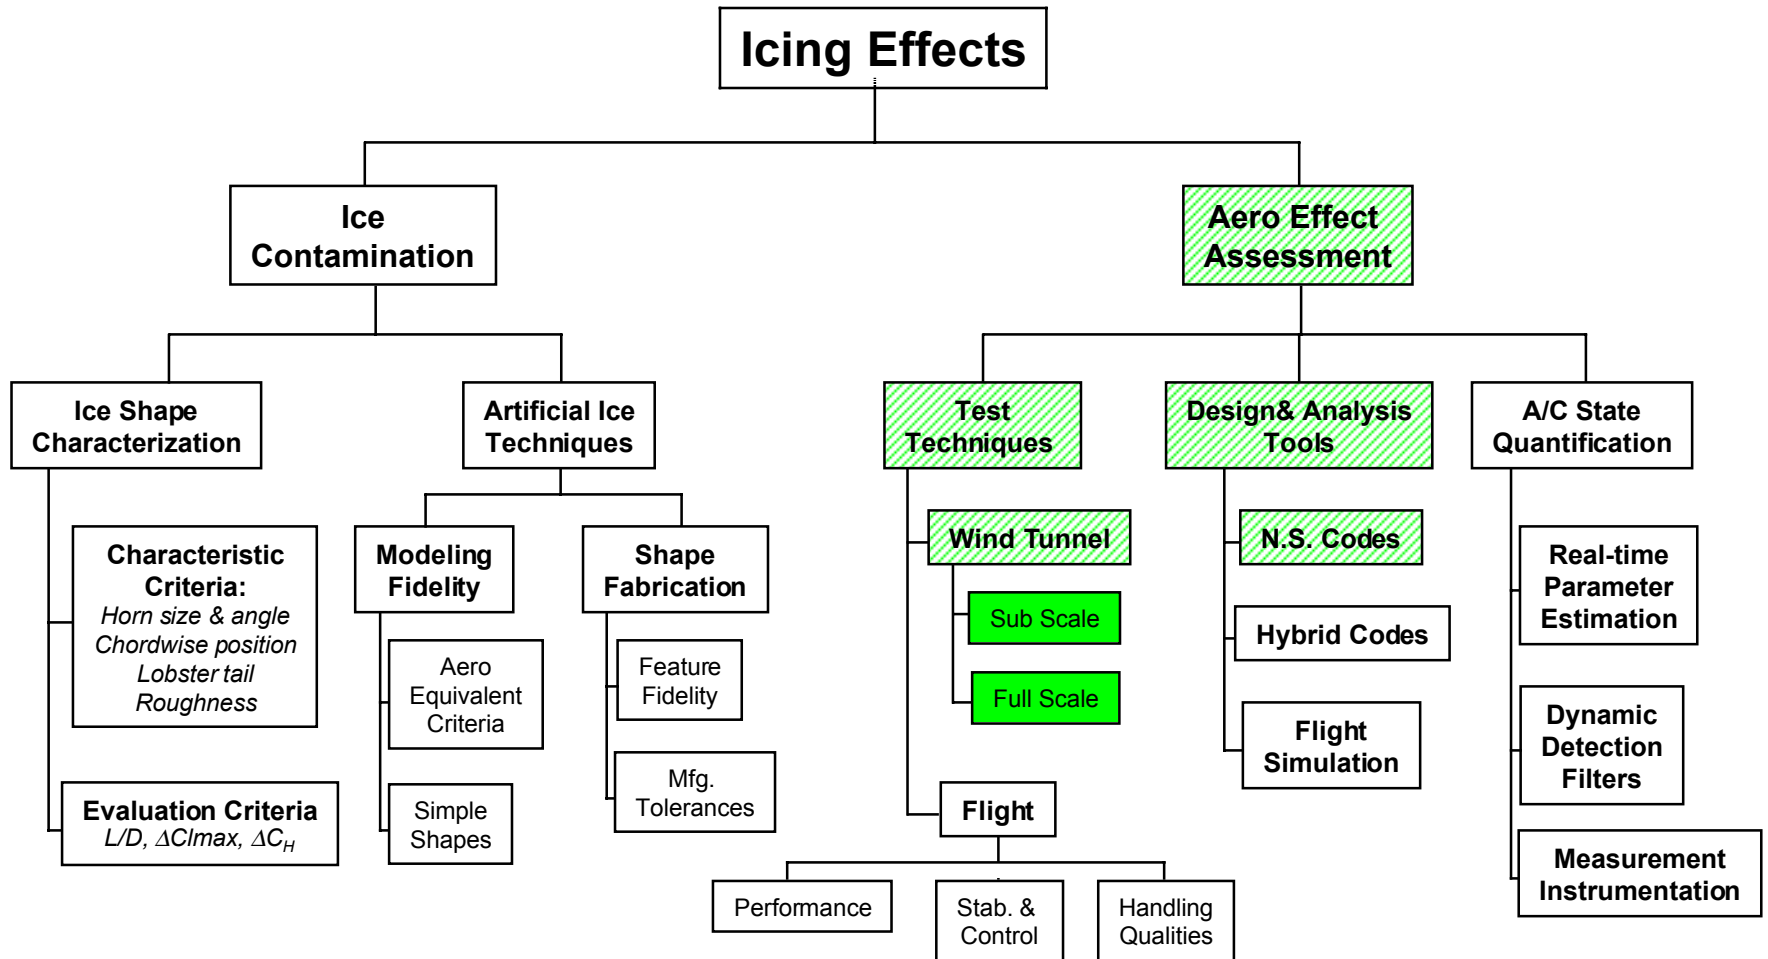 Icing Effects
Ice
Contamination
Aero Effect
Assessment
Ice Shape
Characterization
Artificial Ice
Techniques
Test
Techniques
Design& Analysis
Tools
A/C State
Quantification
Characteristic
Criteria:
Horn size & angle
Chordwise position
Lobster tail
Roughness
Evaluation Criteria
L/D, ΔClmax, ΔC_H
Modeling
Fidelity
Aero
Equivalent
Criteria
Simple
Shapes
Shape
Fabrication
Feature
Fidelity
Mfg.
Tolerances
Wind Tunnel
Sub Scale
Full Scale
Flight
Performance
Stab. &
Control
Handling
Qualities
N.S. Codes
Hybrid Codes
Flight
Simulation
Real-time
Parameter
Estimation
Dynamic
Detection
Filters
Measurement
Instrumentation